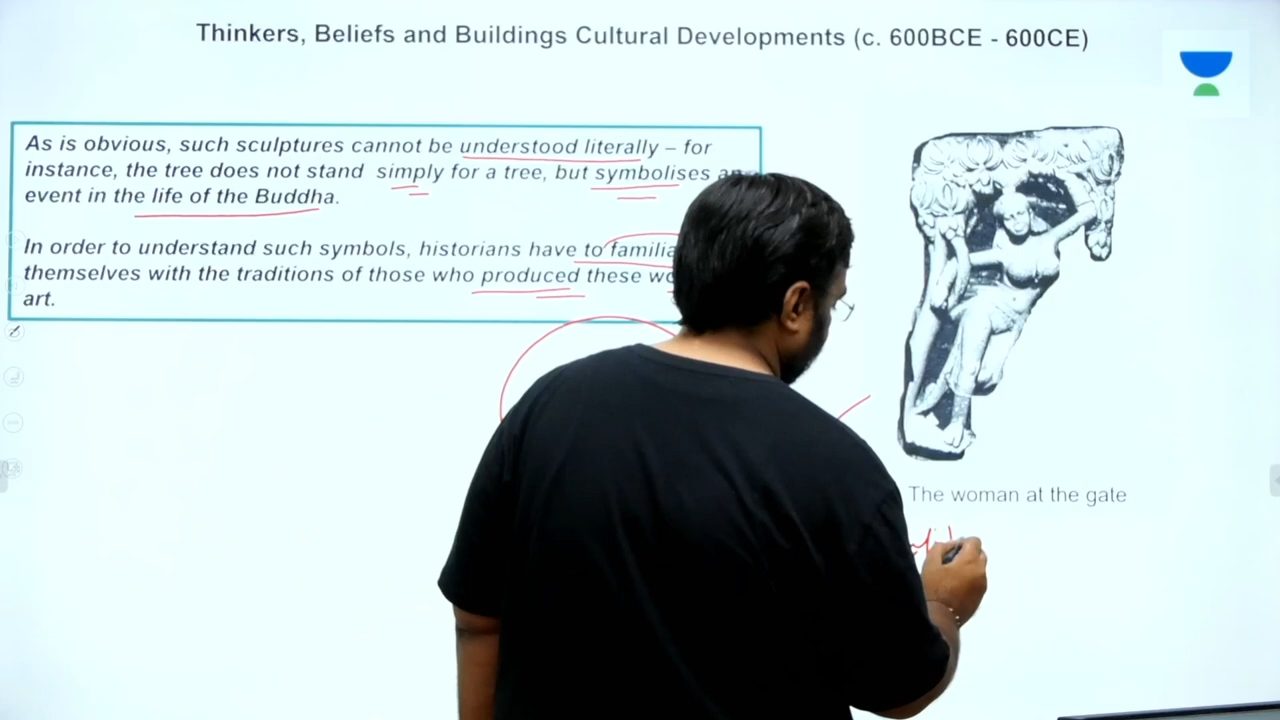 Thinkers, Beliefs and Buildings Cultural Developments (c. 600BCE - 600CE)
As is obvious, such sculptures cannot be understood literally – for
instance, the tree does not stand simply for a tree, but symbolises
event in the life of the Buddha.
In order to understand such symbols, historians have to
themselves with the traditions of those who produced these
art.
The woman at the gate